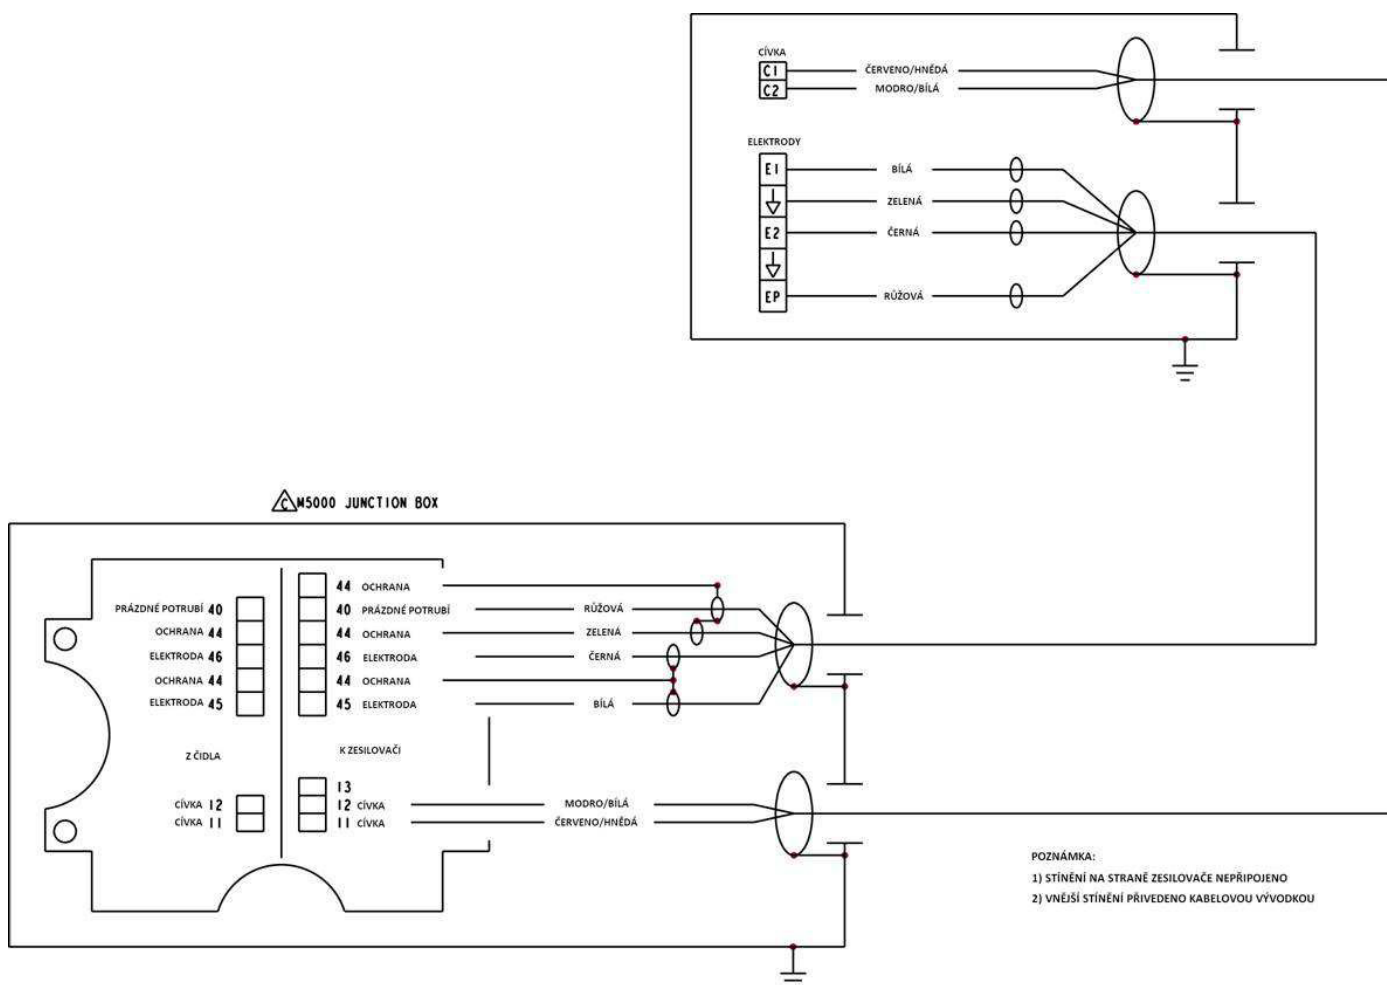 CÍVKA
C1 ČERVENO/HNĚDÁ
C2 MODRO/BÍLÁ
ELEKTRODY
E1 BÍLÁ
ZELENÁ
E2 ČERNÁ
EP RŮŽOVÁ
C M5000 JUNCTION BOX
44 OCHRANA
PRÁZDNÉ POTRUBÍ 40 40 PRÁZDNÉ POTRUBÍ RŮŽOVÁ
OCHRANA 44 44 OCHRANA ZELENÁ
ELEKTRODA 46 46 ELEKTRODA ČERNÁ
OCHRANA 44 44 OCHRANA
ELEKTRODA 45 45 ELEKTRODA BÍLÁ
Z ČIDLA K ZESILOVAČI
13
CÍVKA 12 12 CÍVKA MODRO/BÍLÁ
CÍVKA 11 11 CÍVKA ČERVENO/HNĚDÁ
POZNÁMKA:
1) STÍNĚNÍ NA STRANĚ ZESILOVAČE NEPŘIPOJENO
2) VNĚJŠÍ STÍNĚNÍ PŘIVEDENO KABELOVOU VÝVODKOU